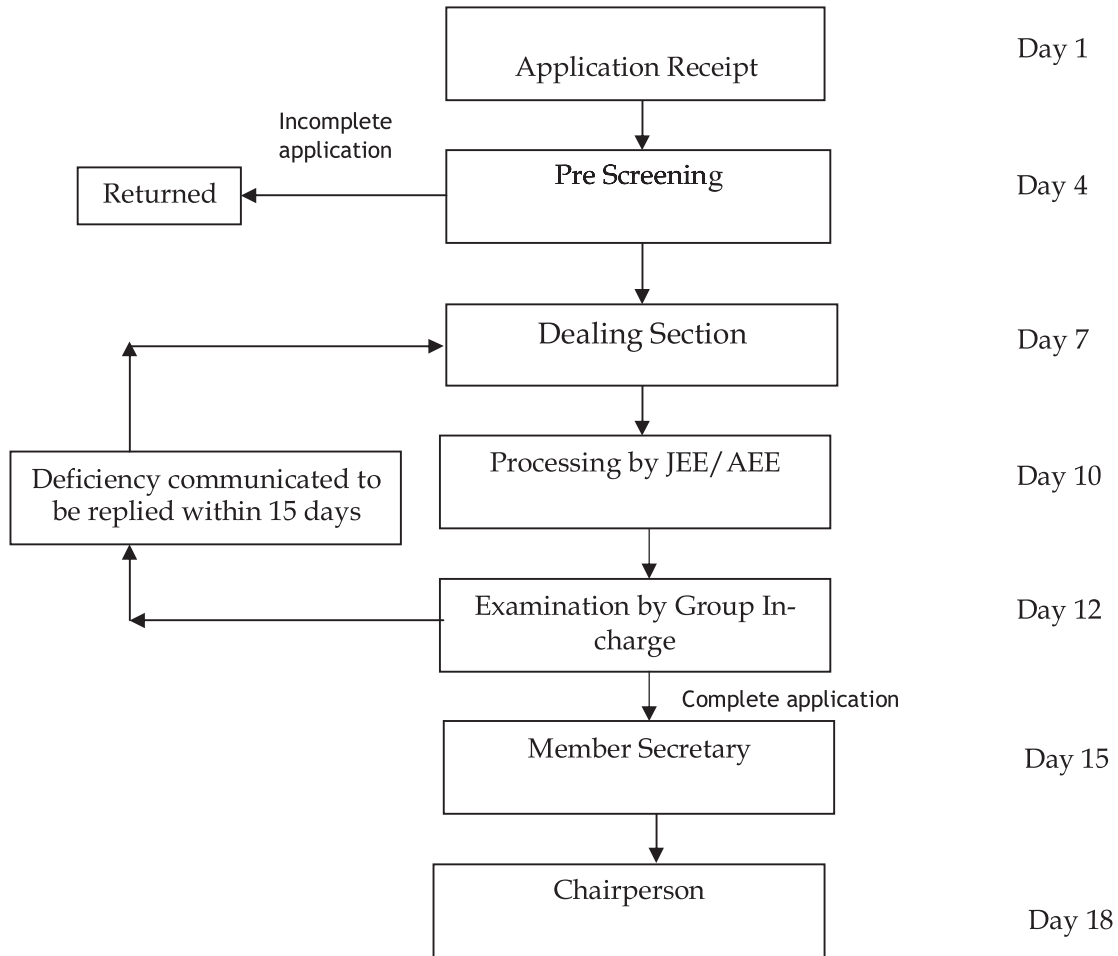 Application Receipt
Day 1
Incomplete
application
Returned
Pre Screening
Day 4
Dealing Section
Day 7
Deficiency communicated to
be replied within 15 days
Processing by JEE/AEE
Day 10
Examination by Group In-
charge
Day 12
Complete application
Member Secretary
Day 15
Chairperson
Day 18